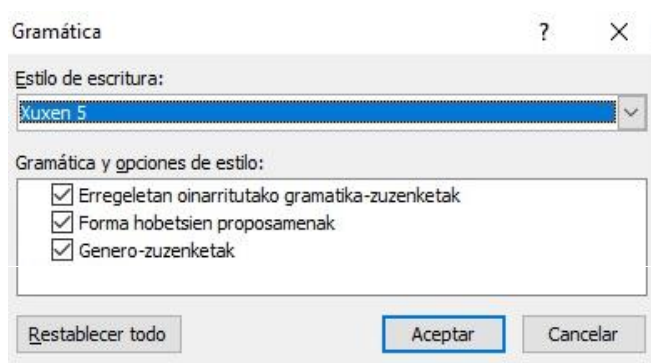 Gramática ?
Estilo de escritura:
Xuxen 5
Gramática y opciones de estilo:
Erregeletan oinarritutako gramatika-zuzenketak
Forma hobetsien proposamenak
Genero-zuzenketak
Restablecer todo Aceptar Cancelar